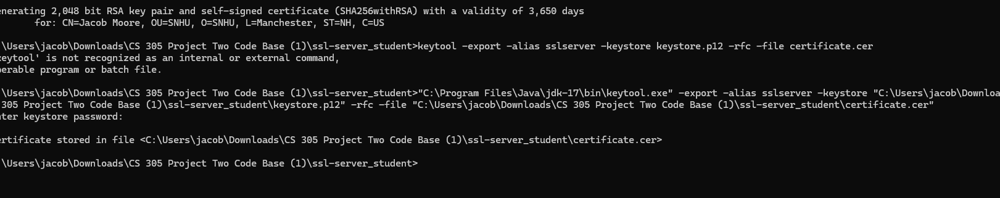 enerating 2,048 bit RSA key pair and self-signed certificate (SHA256withRSA) with a validity of 3,650 days
for: CN=Jacob Moore, OU=SNHU, O=SNHU, L=Manchester, ST=NH, C=US
:\Users\jacob\Downloads\CS 305 Project Two Code Base (1)\ssl-server_student>keytool -export -alias sslserver -keystore keystore.p12 -rfc -file certificate.cer
keytool' is not recognized as an internal or external command,
perable program or batch file.
:\Users\jacob\Downloads\CS 305 Project Two Code Base (1)\ssl-server_student>"C:\Program Files\Java\jdk-17\bin\keytool.exe" -export -alias sslserver -keystore "C:\Users\jacob\Downloa
305 Project Two Code Base (1)\ssl-server_student\keystore.p12" -rfc -file "C:\Users\jacob\Downloads\CS 305 Project Two Code Base (1)\ssl-server_student\certificate.cer"
nter keystore password:
ertificate stored in file <C:\Users\jacob\Downloads\CS 305 Project Two Code Base (1)\ssl-server_student\certificate.cer>
:\Users\jacob\Downloads\CS 305 Project Two Code Base (1)\ssl-server_student>